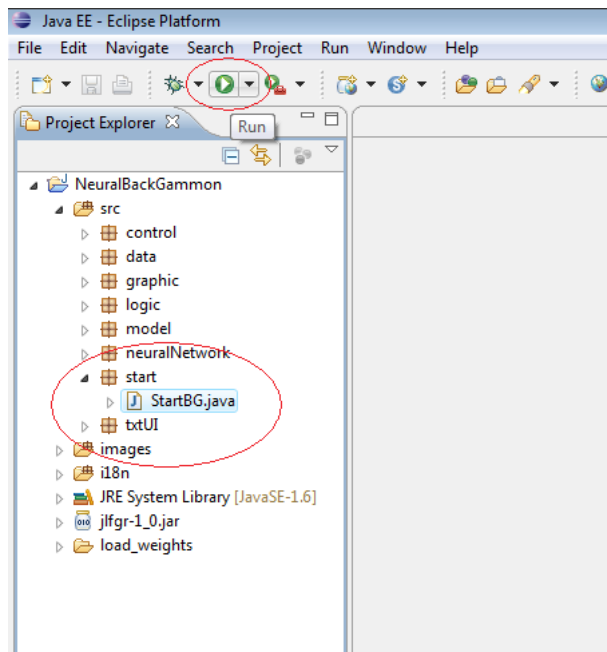 Java EE - Eclipse Platform
File Edit Navigate Search Project Run Window Help
Project Explorer
Run
NeuralBackGammon
src
control
data
graphic
logic
model
neuralNetwork
start
StartBG.java
txtUI
images
i18n
JRE System Library [JavaSE-1.6]
jlfgr-1_0.jar
load_weights